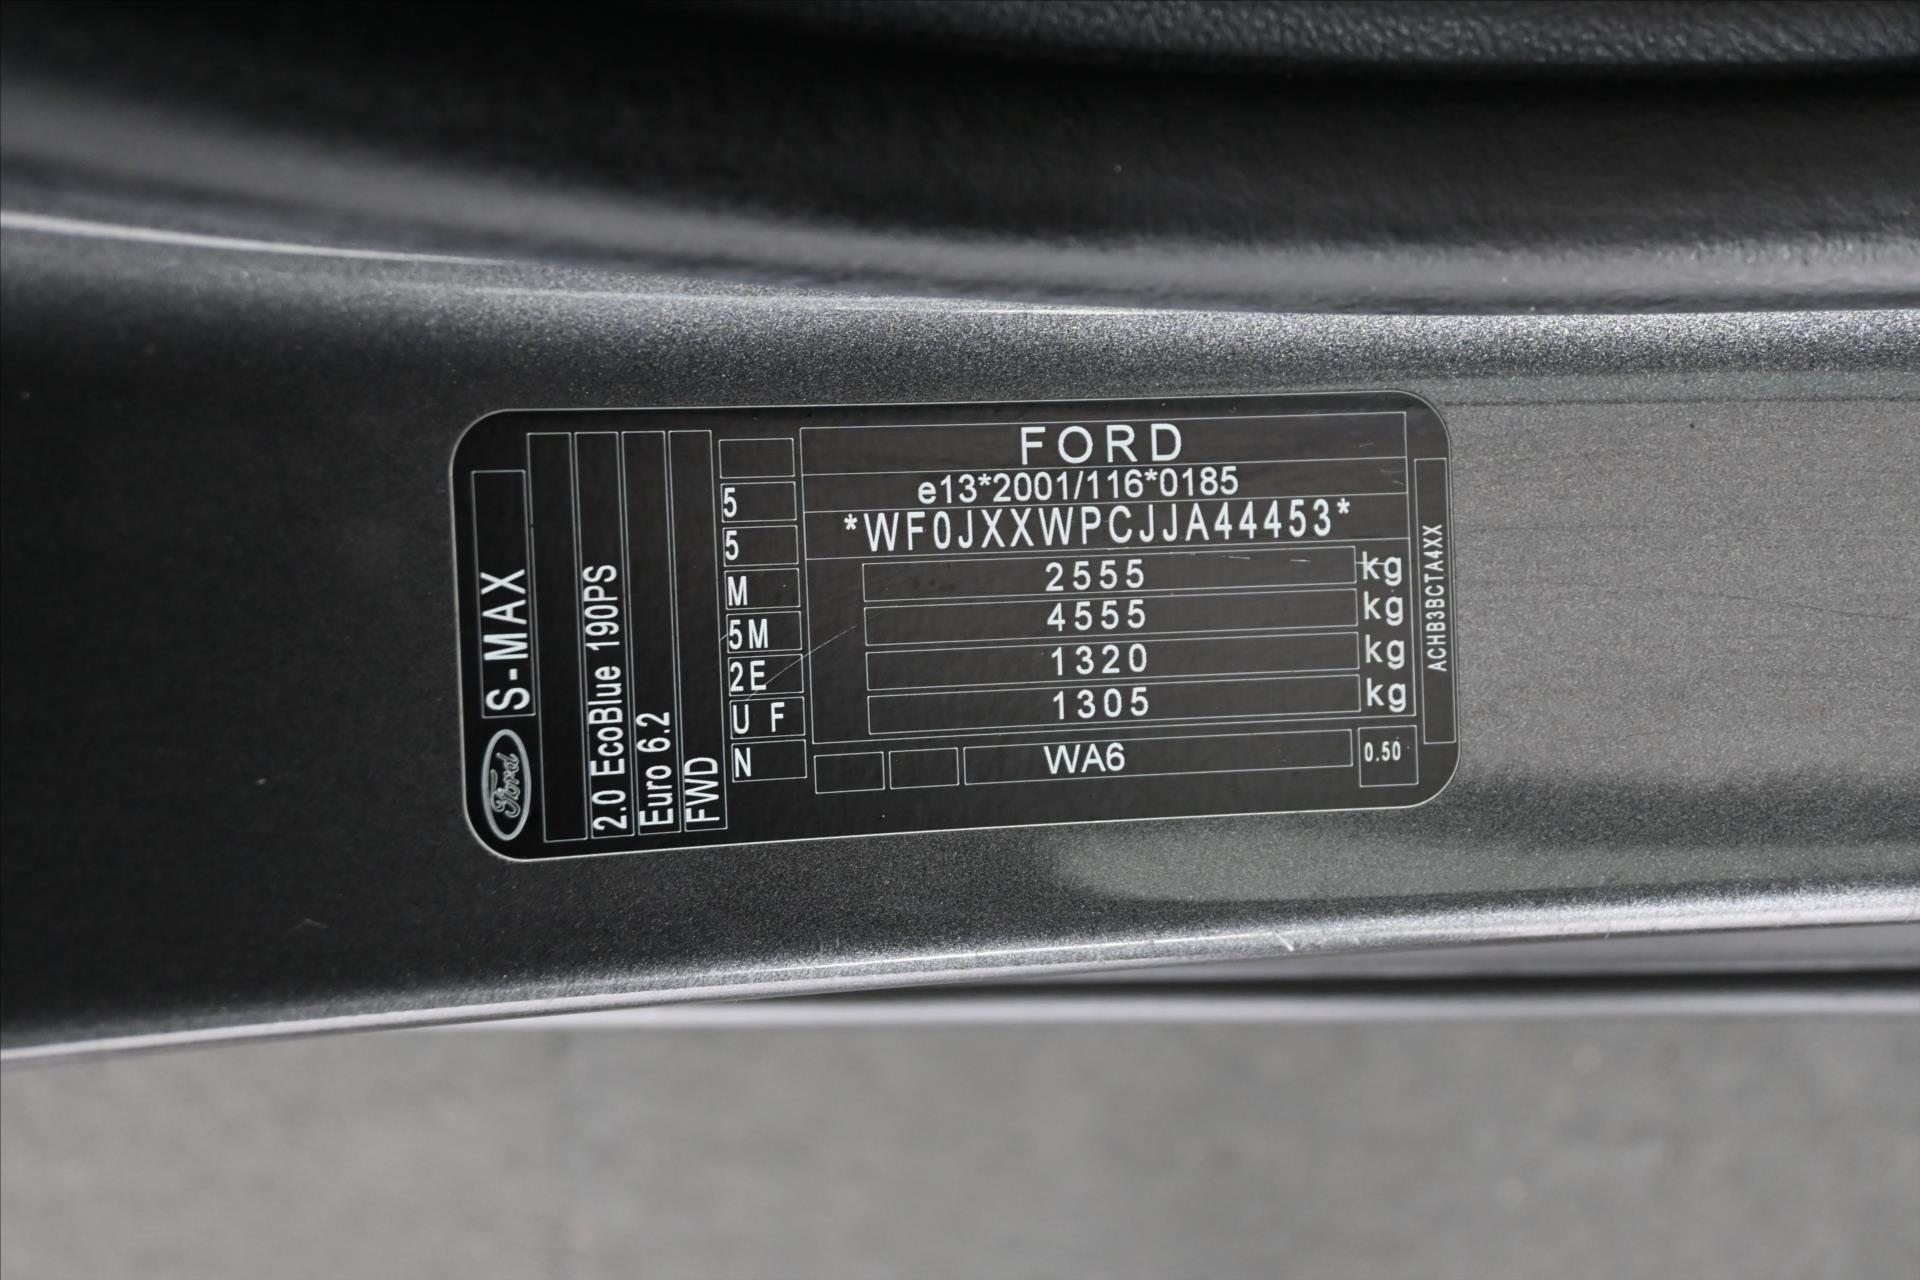 FORD
e13*2001/116*0185
*WF0JXXWPCJJA44453*
2555 kg
4555 kg
1320 kg
1305 kg
WA6
0.50
5
5
M
5M
2E
U F
N
Ford
S-MAX
2.0 EcoBlue 190PS
Euro 6.2
FWD
ACHB3BCTA4XX